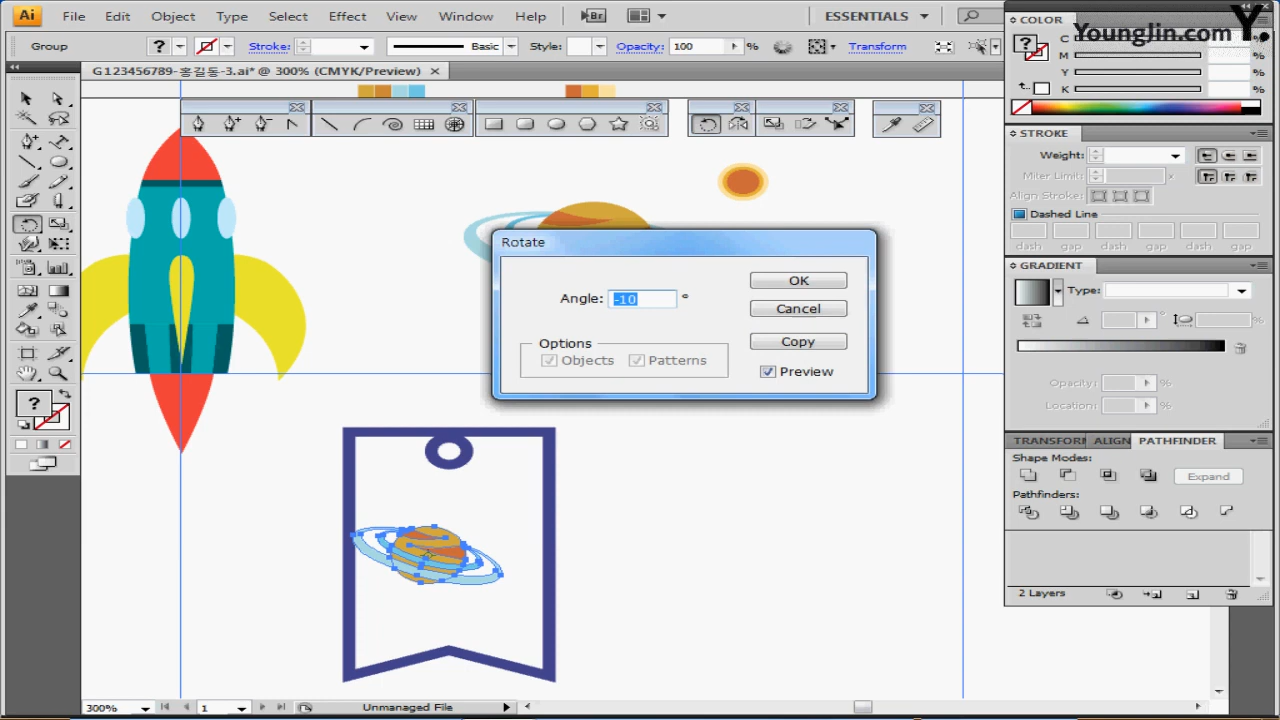 Ai File Edit Object Type Select Effect View Window Help Br ESSENTIALS
Group ? Stroke: Basic Style: Opacity: 100 % Transform
G123456789-홍길동-3.ai* @ 300% (CMYK/Preview)
COLOR
YoungJin.com Y.
?
C %
M %
Y %
K %
STROKE
Weight:
Miter Limit: x
Align Stroke:
Dashed Line
dash gap dash gap dash gap
GRADIENT
Type:
Opacity: %
Location: %
TRANSFORM ALIGN PATHFINDER
Shape Modes:
Expand
Pathfinders:
2 Layers
Rotate
Angle: -10 °
OK
Cancel
Options
Objects Patterns
Copy
Preview
?
300% 1 Unmanaged File